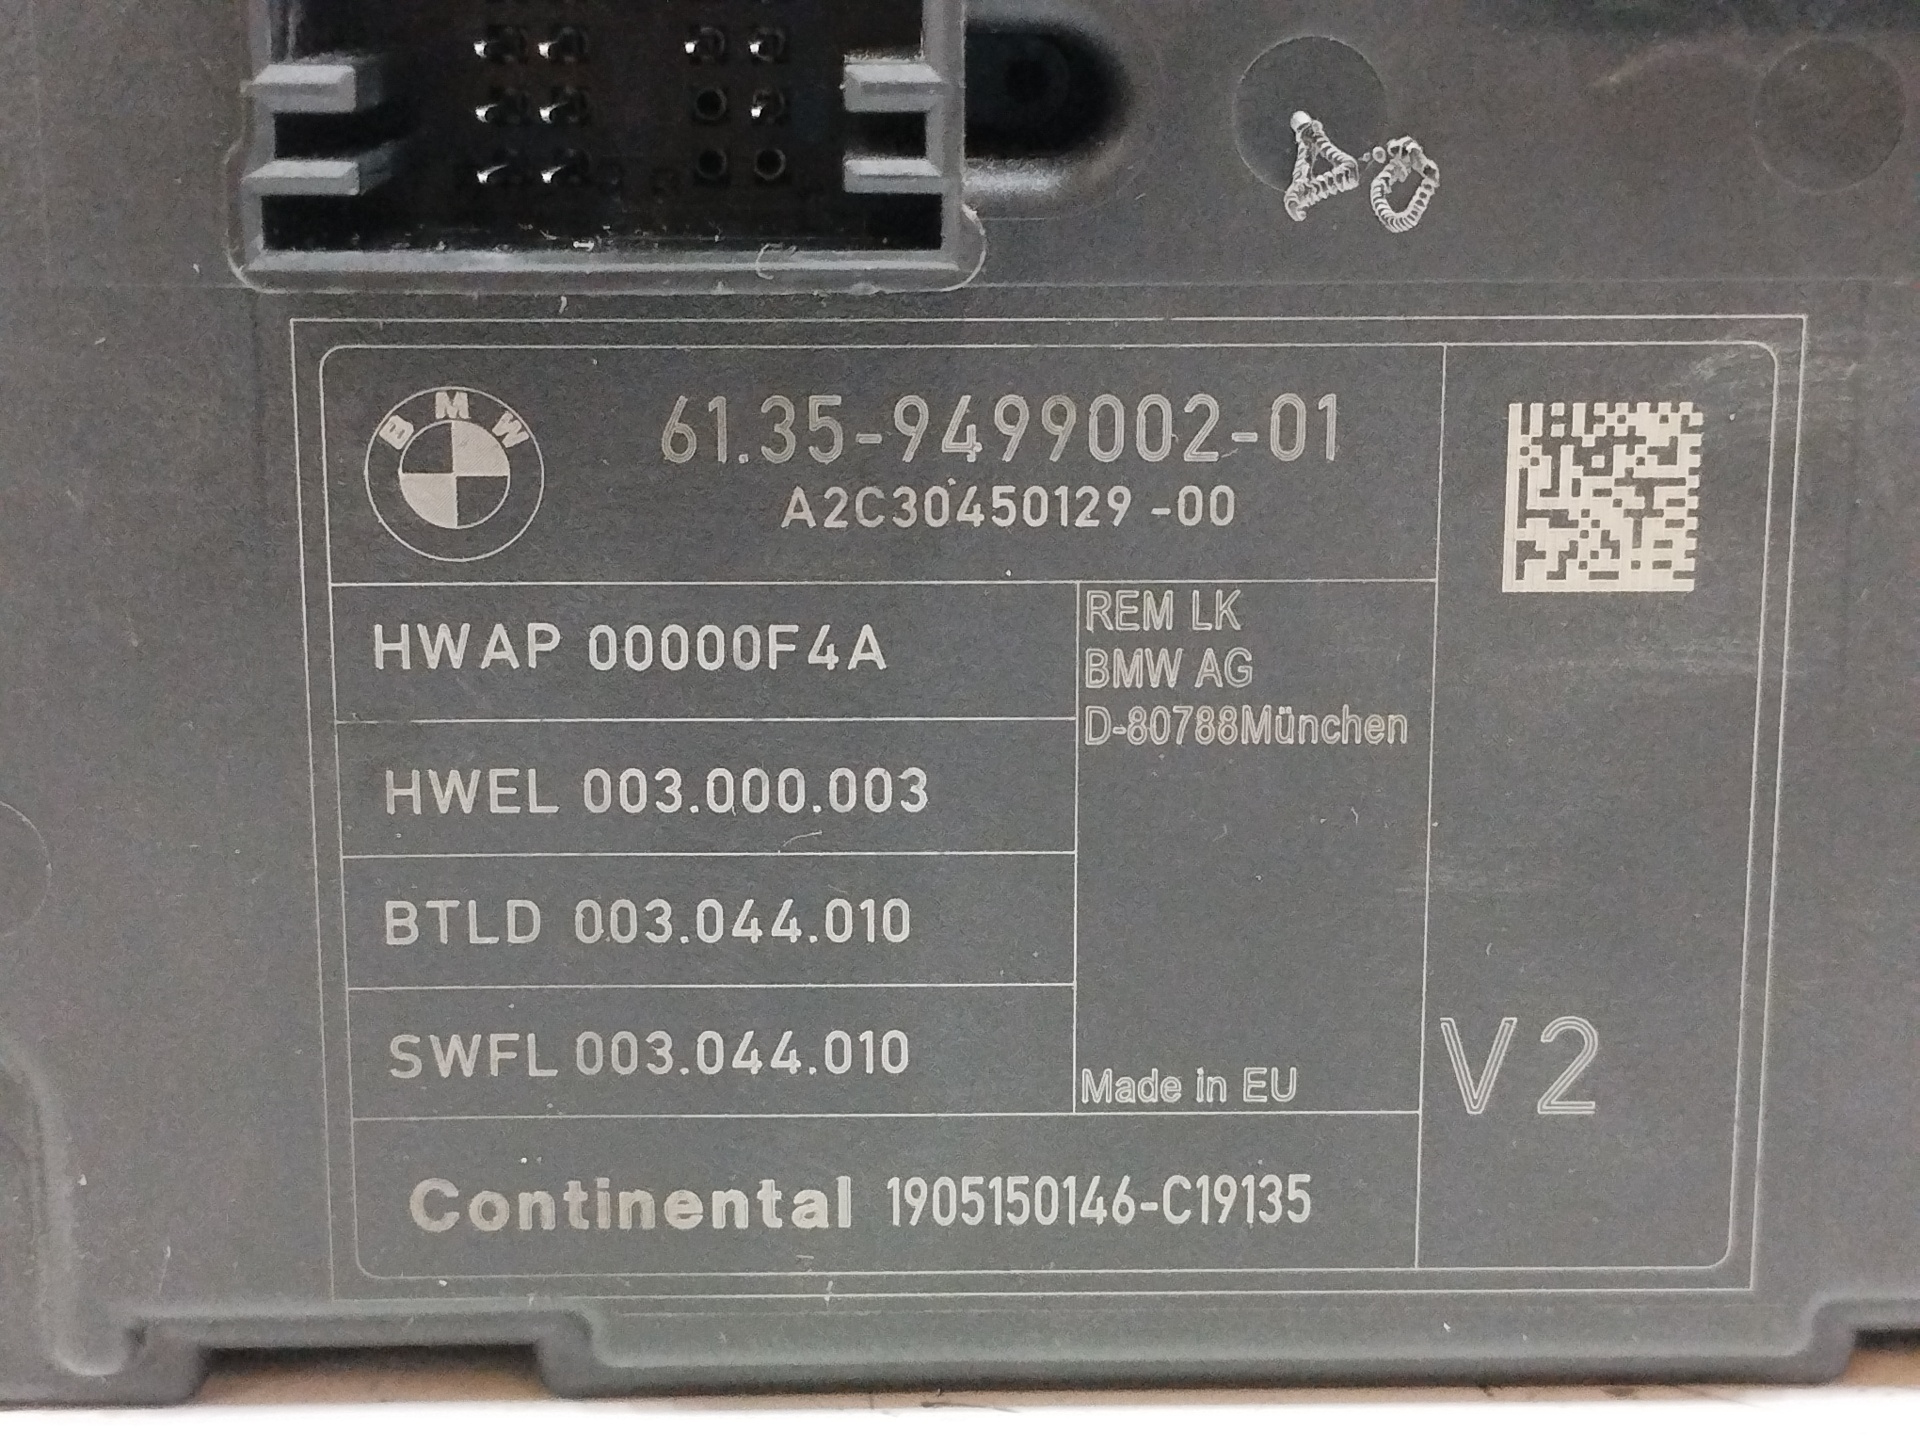 BMW
61.35-9499002-01
A2C30450129 -00
HWAP 00000F4A
REM LK
BMW AG
D-80788München
HWEL 003.000.003
BTLD 003.044.010
SWFL 003.044.010
Made in EU
V2
Continental 1905150146-C19135